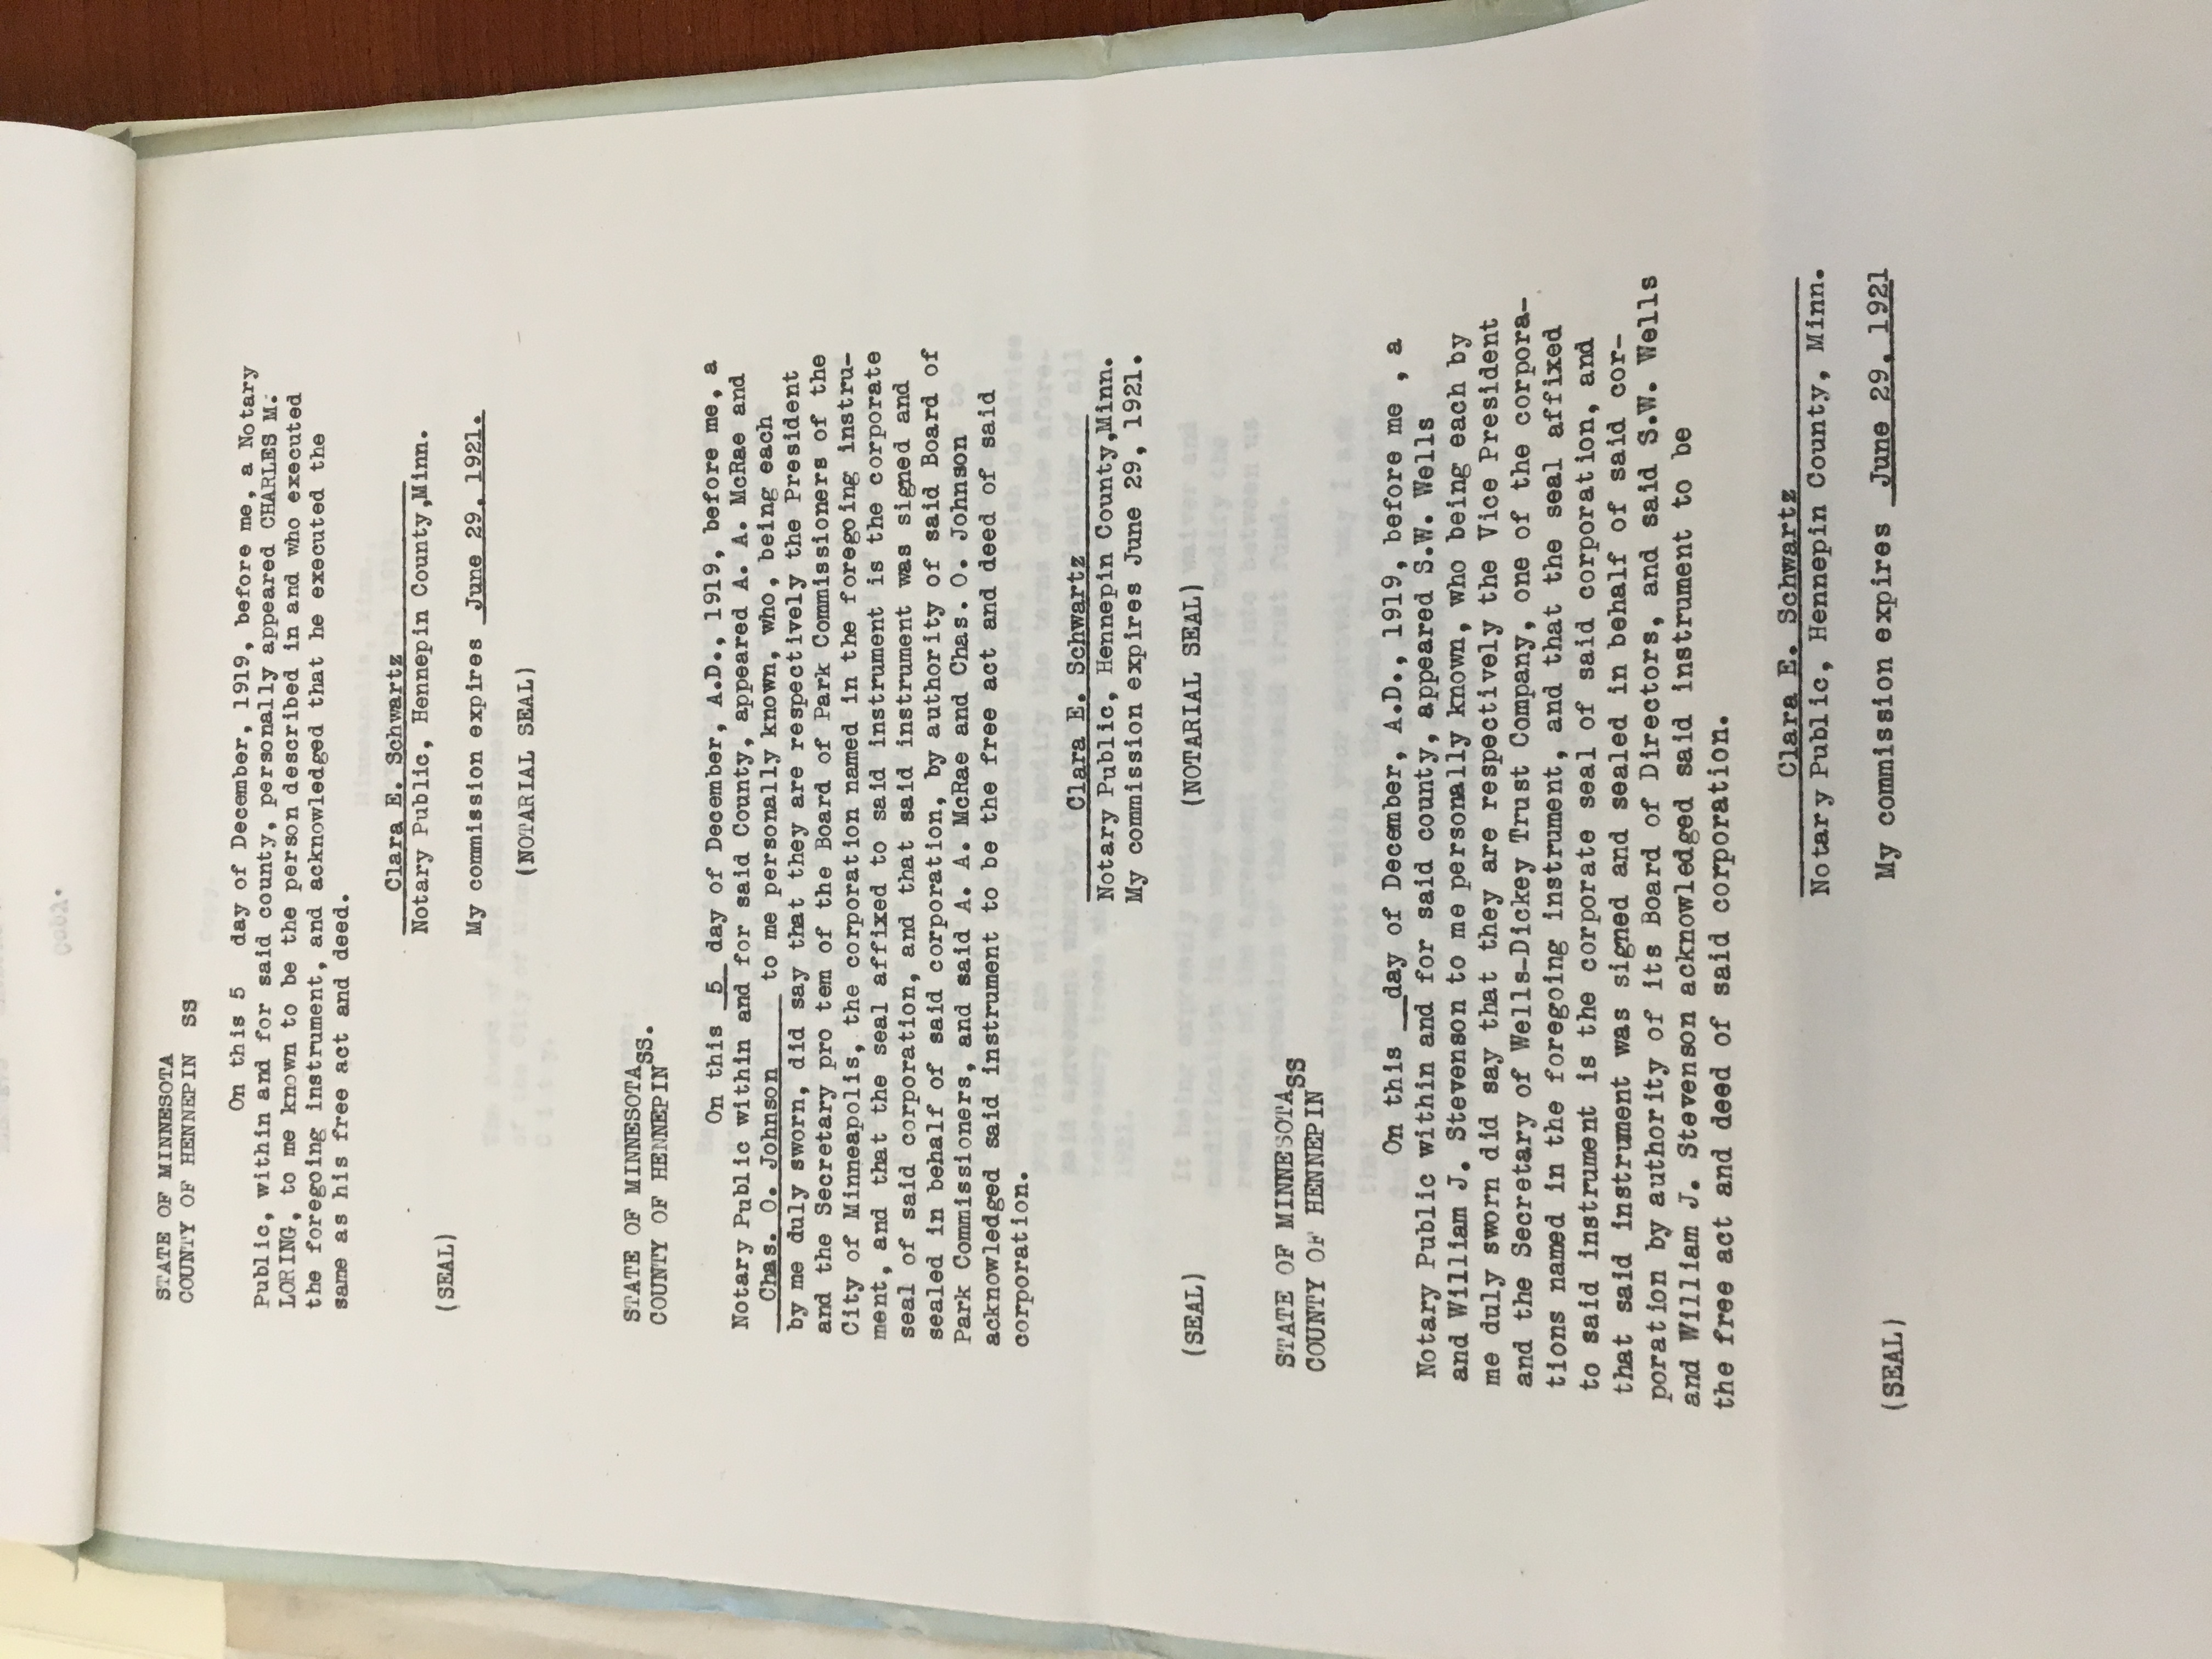 Copy.
STATE OF MINNESOTA
COUNTY OF HENNEPIN SS
On this 5 day of December, 1919, before me, a Notary
Public, within and for said county, personally appeared CHARLES M.
LORING, to me known to be the person described in and who executed
the foregoing instrument, and acknowledged that he executed the
same as his free act and deed.
Clara E. Schwartz
Notary Public, Hennepin County,Minn.
(SEAL)
My commission expires June 29, 1921.
(NOTARIAL SEAL)
STATE OF MINNESOTA
SS.
COUNTY OF HENNEPIN
On this 5 day of December, A.D., 1919, before me, a
Notary Public within and for said County, appeared A. A. McRae and
Chas. O. Johnson to me personally known, who, being each
by me duly sworn, did say that they are respectively the President
and the Secretary pro tem of the Board of Park Commissioners of the
City of Minneapolis, the corporation named in the foregoing instru-
ment, and that the seal affixed to said instrument is the corporate
seal of said corporation, and that said instrument was signed and
sealed in behalf of said corporation, by authority of said Board of
Park Commissioners, and said A. A. McRae and Chas. O. Johnson
acknowledged said instrument to be the free act and deed of said
corporation.
Clara E. Schwartz
Notary Public, Hennepin County,Minn.
My commission expires June 29, 1921.
(SEAL) (NOTARIAL SEAL)
STATE OF MINNESOTA
SS
COUNTY OF HENNEPIN
On this __day of December, A.D., 1919, before me , a
Notary Public within and for said county, appeared S.W. Wells
and William J. Stevenson to me personally known, who being each by
me duly sworn did say that they are respectively the Vice President
and the Secretary of Wells-Dickey Trust Company, one of the corpora-
tions named in the foregoing instrument, and that the seal affixed
to said instrument is the corporate seal of said corporation, and
that said instrument was signed and sealed in behalf of said cor-
poration by authority of its Board of Directors, and said S.W. Wells
and William J. Stevenson acknowledged said instrument to be
the free act and deed of said corporation.
Clara E. Schwartz
Notary Public, Hennepin County, Minn.
(SEAL)
My commission expires June 29, 1921